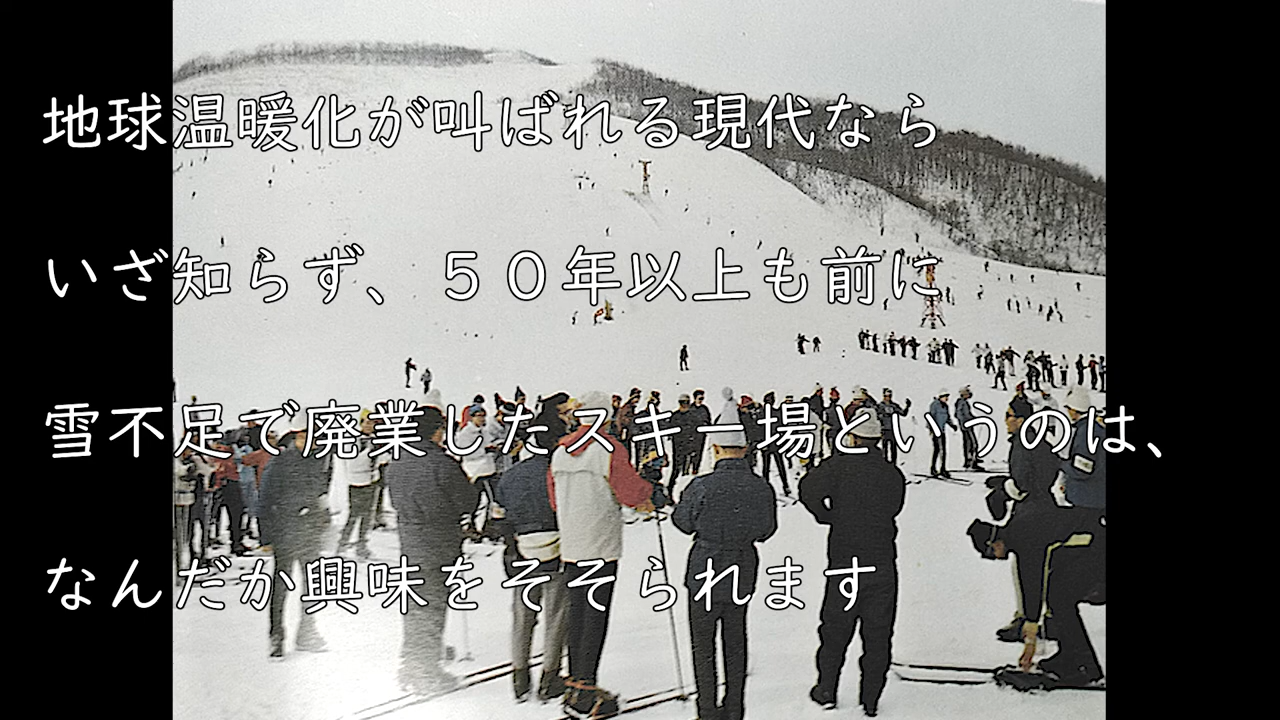 地球温暖化が叫ばれる現代なら
いざ知らず、５０年以上も前に
雪不足で廃業したスキー場というのは、
なんだか興味をそそられます